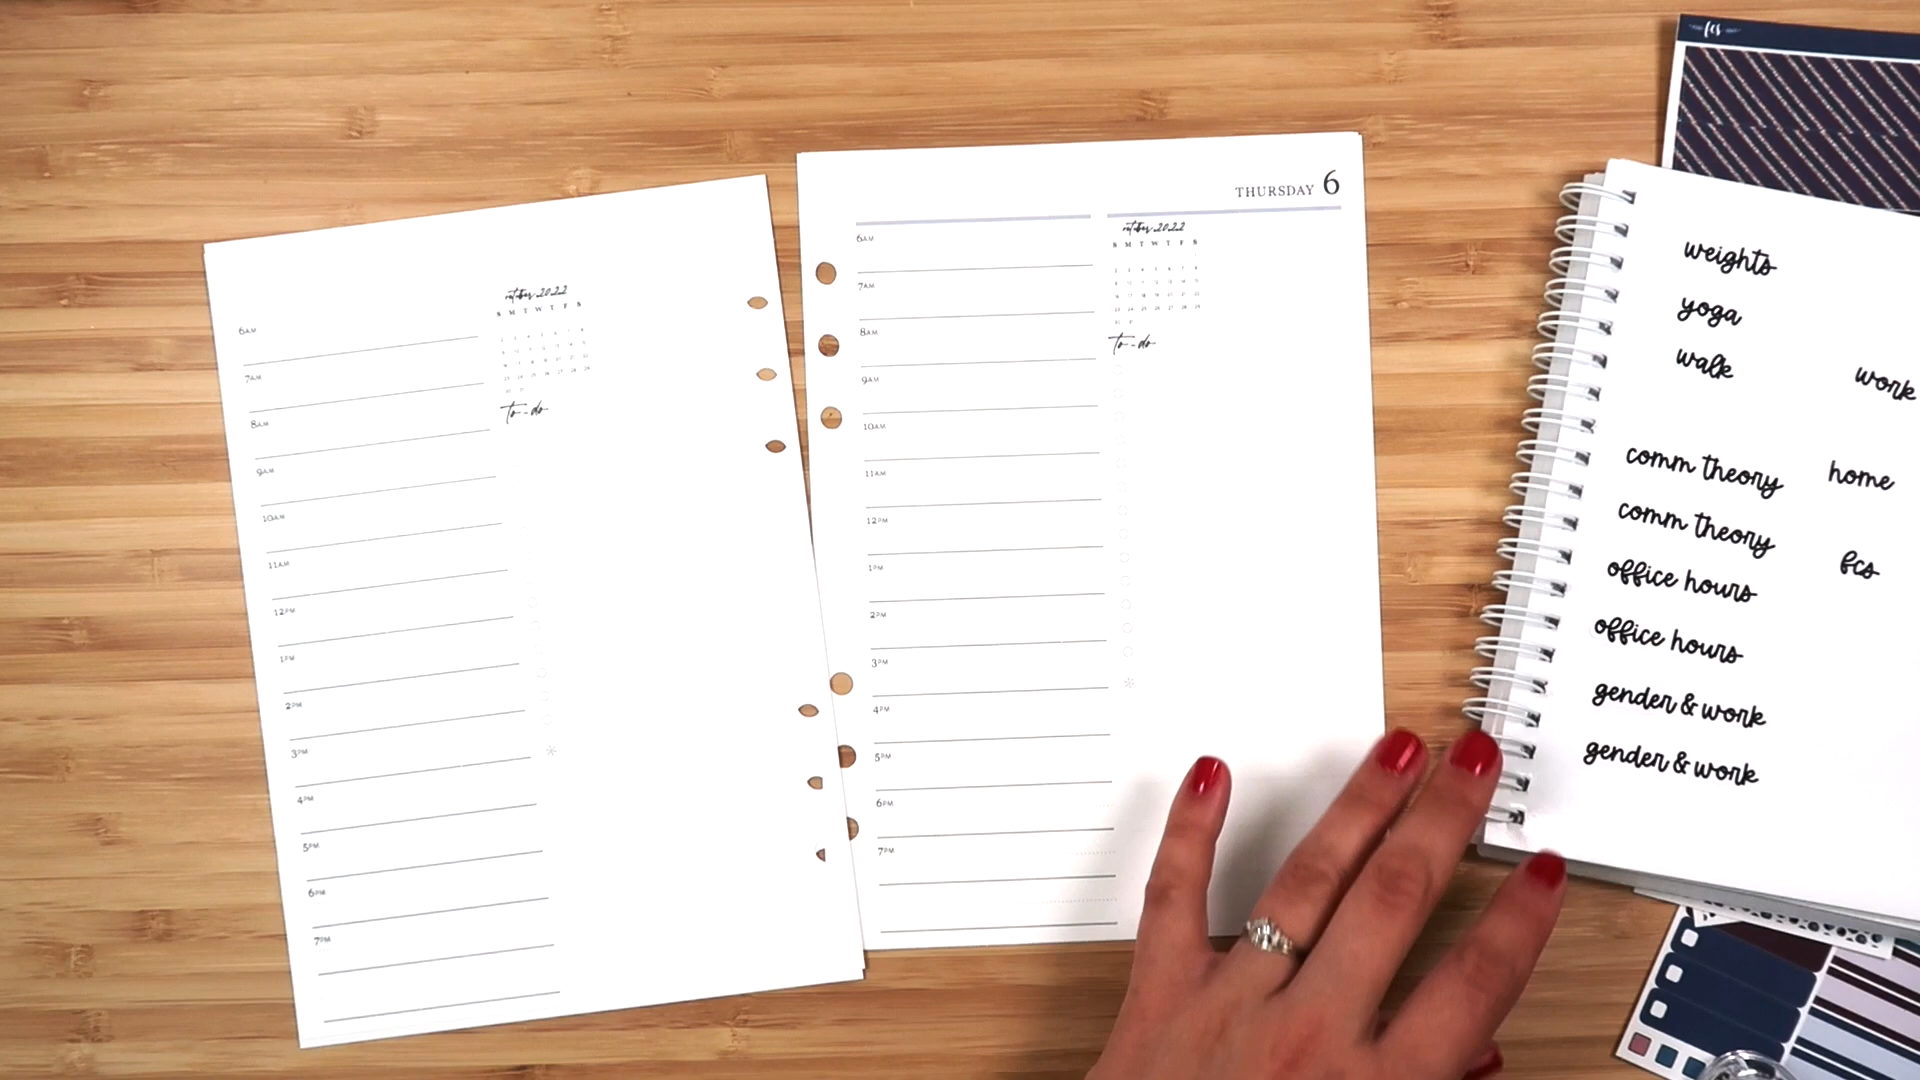 october 2022
S M T W T F S
to-do
6AM
7AM
8AM
9AM
10AM
11AM
12PM
1PM
2PM
3PM
4PM
5PM
6PM
7PM
THURSDAY 6
october 2022
S M T W T F S
to-do
6AM
7AM
8AM
9AM
10AM
11AM
12PM
1PM
2PM
3PM
4PM
5PM
6PM
7PM
fcs
weights
yoga
walk
work
comm theory
home
comm theory
fcs
office hours
office hours
gender & work
gender & work